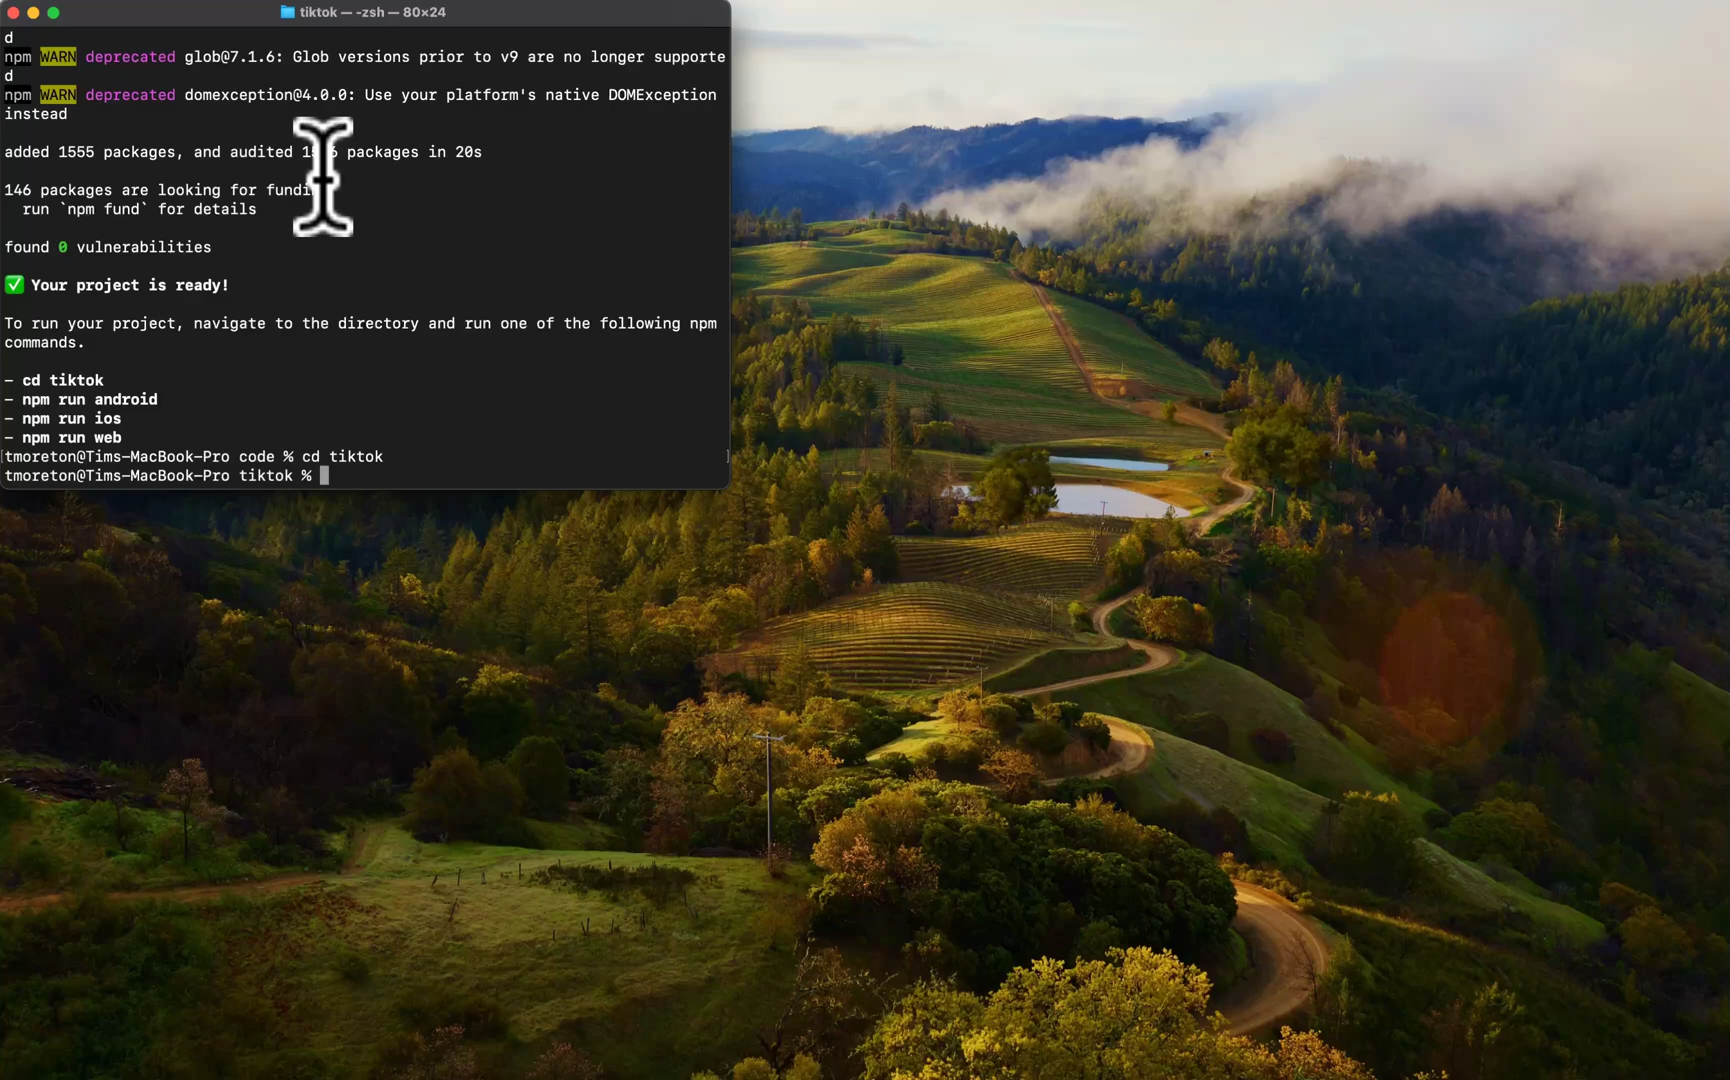 tiktok — -zsh — 80×24
d
npm WARN deprecated glob@7.1.6: Glob versions prior to v9 are no longer supporte
d
npm WARN deprecated domexception@4.0.0: Use your platform's native DOMException
instead
added 1555 packages, and audited packages in 20s
146 packages are looking for
run `npm fund` for details
found 0 vulnerabilities
✅ Your project is ready!
To run your project, navigate to the directory and run one of the following npm
commands.
- cd tiktok
- npm run android
- npm run ios
- npm run web
[tmoreton@Tims-MacBook-Pro code % cd tiktok ]
tmoreton@Tims-MacBook-Pro tiktok %